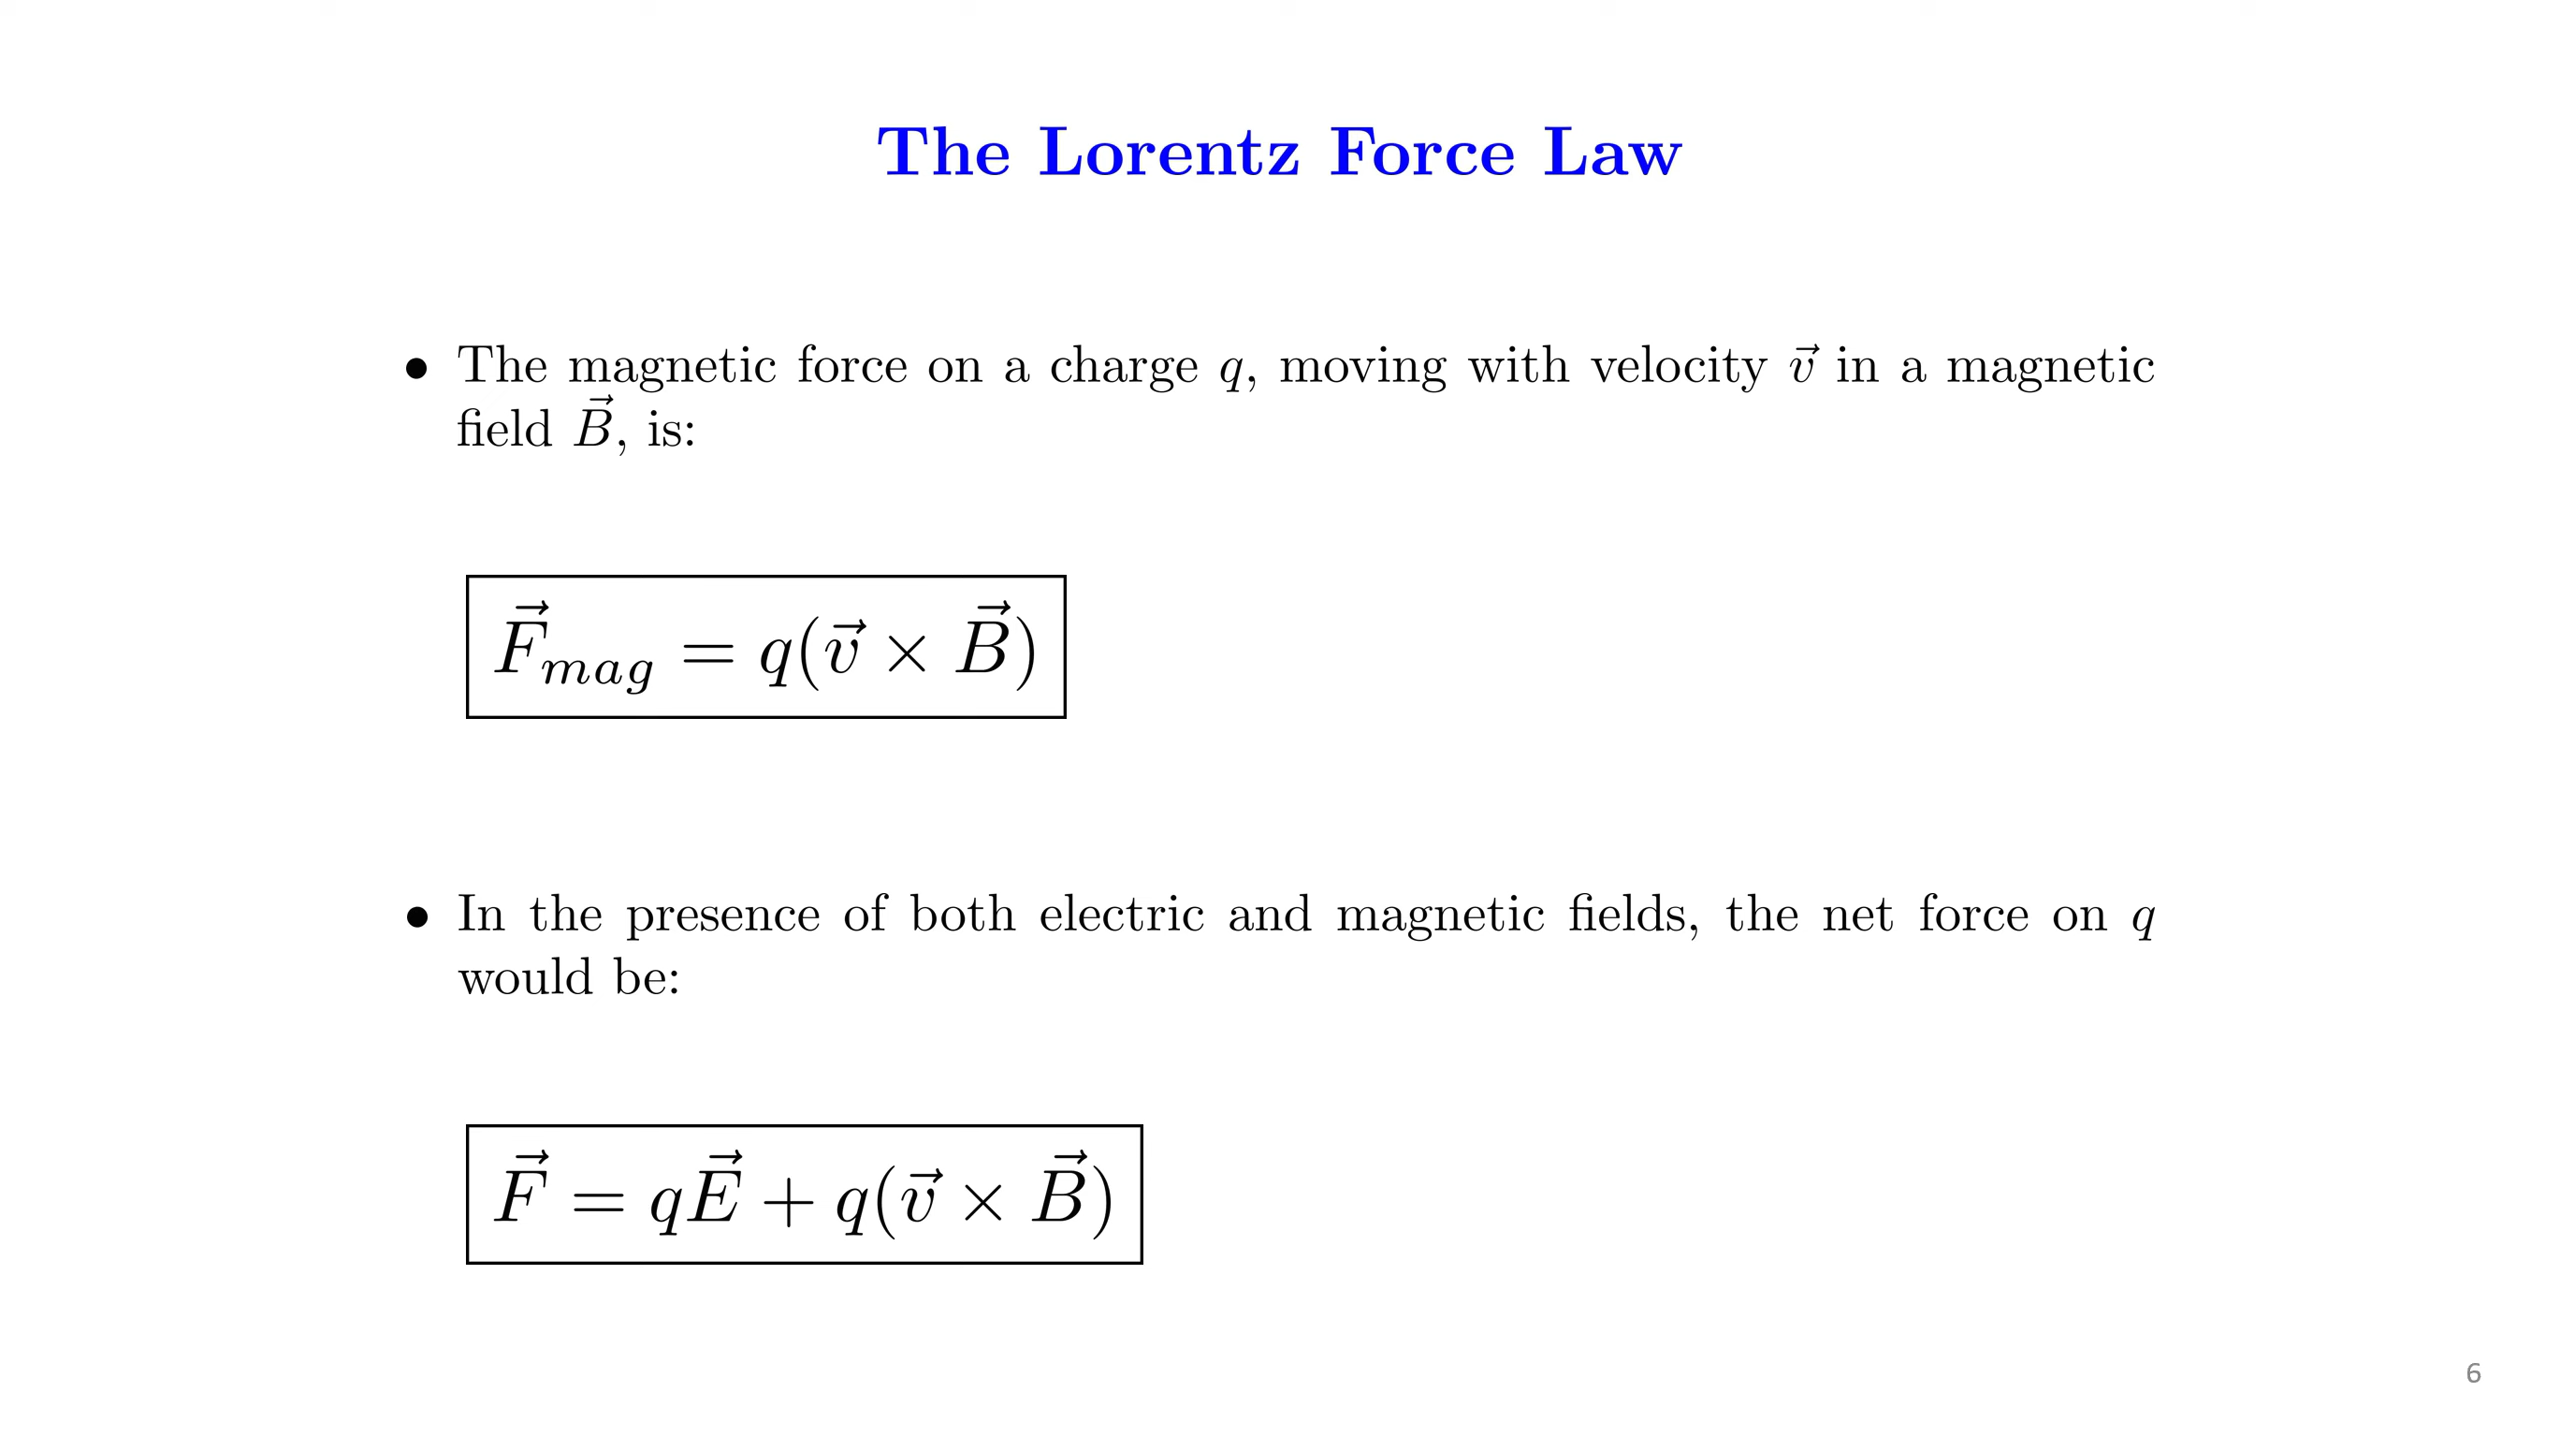 The Lorentz Force Law
• The magnetic force on a charge q, moving with velocity v⃗ in a magnetic
field B⃗, is:
F⃗_mag = q(v⃗ × B⃗)
• In the presence of both electric and magnetic fields, the net force on q
would be:
F⃗ = qE⃗ + q(v⃗ × B⃗)
6